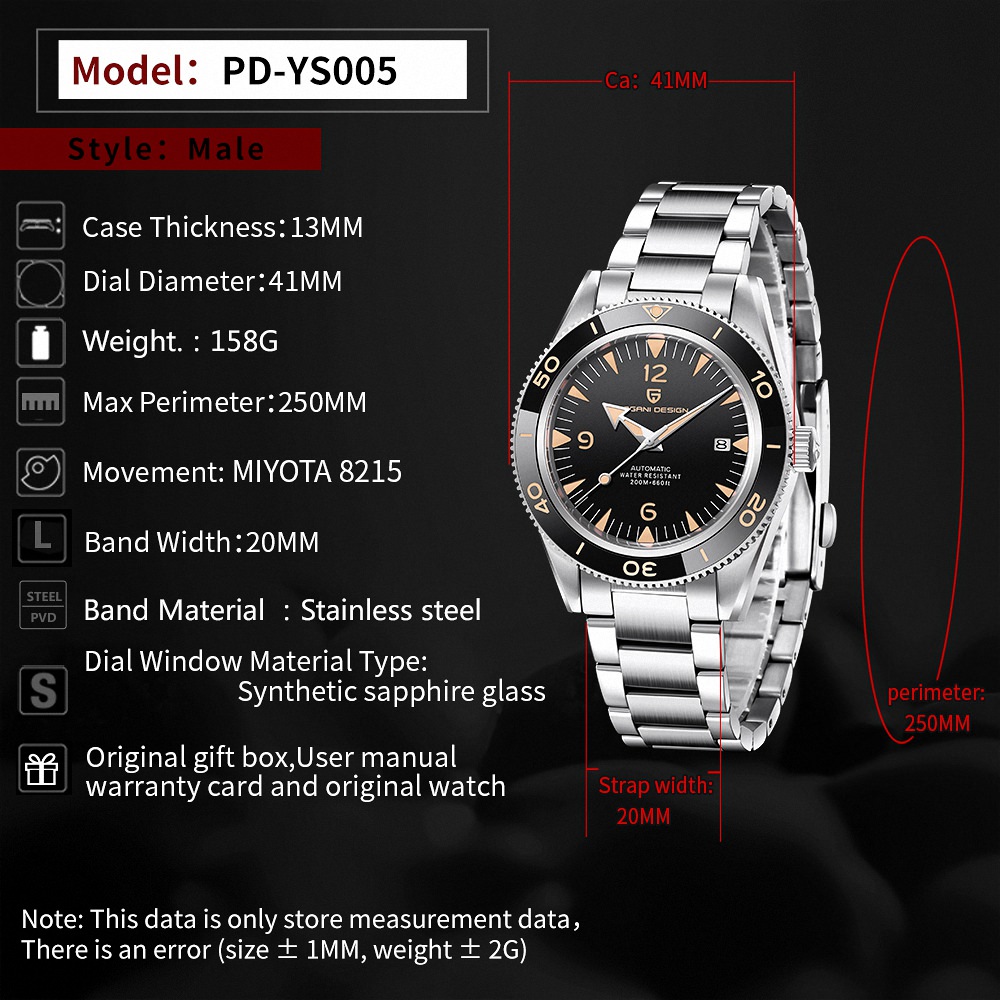 Model: PD-YS005
Style: Male
Ca: 41MM
Case Thickness:13MM
Dial Diameter:41MM
Weight. : 158G
Max Perimeter:250MM
Movement: MIYOTA 8215
L
Band Width:20MM
STEEL
PVD
Band Material : Stainless steel
S
Dial Window Material Type:
Synthetic sapphire glass
Original gift box,User manual
warranty card and original watch
50
10
40
20
30
12
9
6
8
DESIGN
AUTOMATIC
WATER RESISTANT
200M·660ft
perimeter:
250MM
Strap width:
20MM
Note: This data is only store measurement data,
There is an error (size ± 1MM, weight ± 2G)